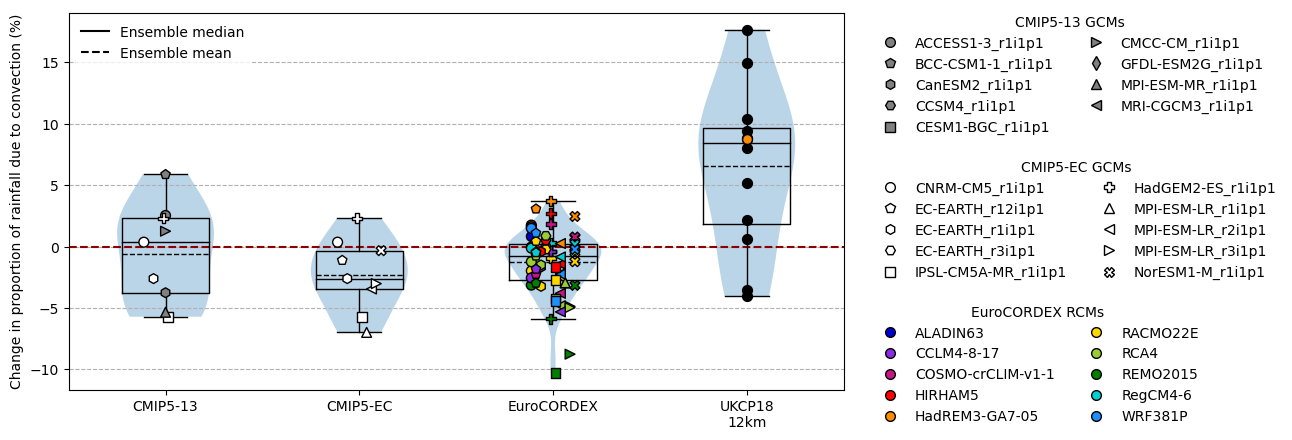 Change in proportion of rainfall due to convection (%)
15
10
5
0
−5
−10
Ensemble median
Ensemble mean
CMIP5-13
CMIP5-EC
EuroCORDEX
UKCP18
12km
CMIP5-13 GCMs
ACCESS1-3_r1i1p1
BCC-CSM1-1_r1i1p1
CanESM2_r1i1p1
CCSM4_r1i1p1
CESM1-BGC_r1i1p1
CMCC-CM_r1i1p1
GFDL-ESM2G_r1i1p1
MPI-ESM-MR_r1i1p1
MRI-CGCM3_r1i1p1
CMIP5-EC GCMs
CNRM-CM5_r1i1p1
EC-EARTH_r12i1p1
EC-EARTH_r1i1p1
EC-EARTH_r3i1p1
IPSL-CM5A-MR_r1i1p1
HadGEM2-ES_r1i1p1
MPI-ESM-LR_r1i1p1
MPI-ESM-LR_r2i1p1
MPI-ESM-LR_r3i1p1
NorESM1-M_r1i1p1
EuroCORDEX RCMs
ALADIN63
CCLM4-8-17
COSMO-crCLIM-v1-1
HIRHAM5
HadREM3-GA7-05
RACMO22E
RCA4
REMO2015
RegCM4-6
WRF381P